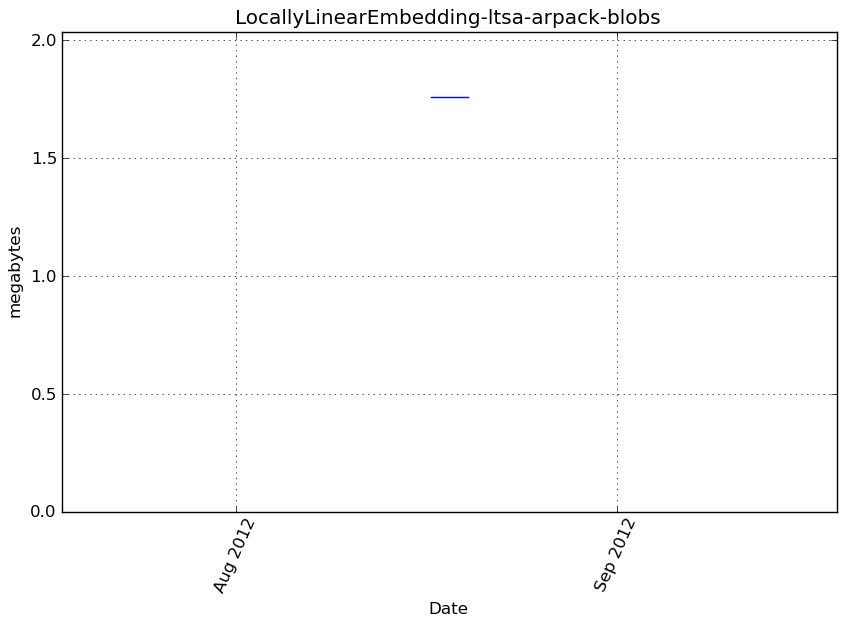 LocallyLinearEmbedding-ltsa-arpack-blobs
2.0
1.5
1.0
0.5
0.0
megabytes
Aug 2012
Sep 2012
Date